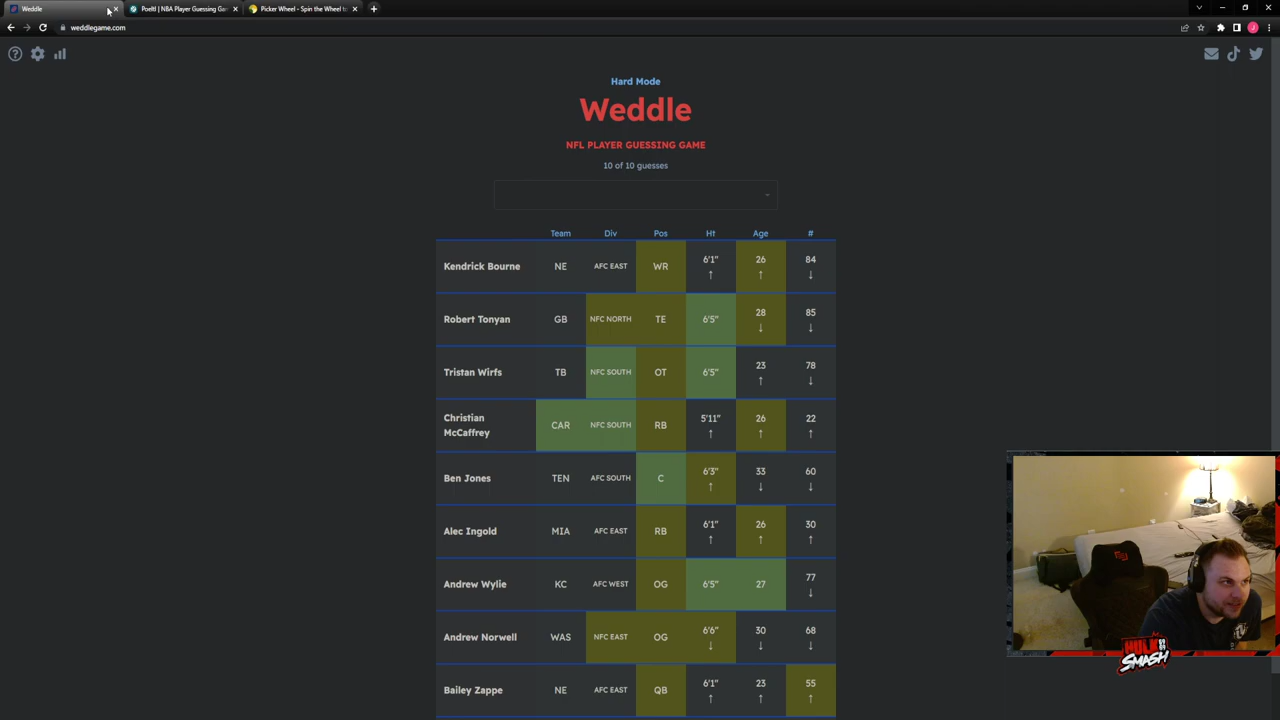 Weddle
Poeltl | NBA Player Guessing Ga
Picker Wheel - Spin the Wheel to
weddlegame.com
J
Hard Mode
Weddle
NFL PLAYER GUESSING GAME
10 of 10 guesses
Team Div Pos Ht Age #
Kendrick Bourne NE AFC EAST WR 6'1" ↑ 26 ↑ 84 ↓
Robert Tonyan GB NFC NORTH TE 6'5" 28 ↓ 85 ↓
Tristan Wirfs TB NFC SOUTH OT 6'5" 23 ↑ 78 ↓
Christian McCaffrey CAR NFC SOUTH RB 5'11" ↑ 26 ↑ 22 ↑
Ben Jones TEN AFC SOUTH C 6'3" ↑ 33 ↓ 60 ↓
Alec Ingold MIA AFC EAST RB 6'1" ↑ 26 ↑ 30 ↑
Andrew Wylie KC AFC WEST OG 6'5" 27 77 ↓
Andrew Norwell WAS NFC EAST OG 6'6" ↓ 30 ↓ 68 ↓
Bailey Zappe NE AFC EAST QB 6'1" ↑ 23 ↑ 55 ↑
HULK
SMASH